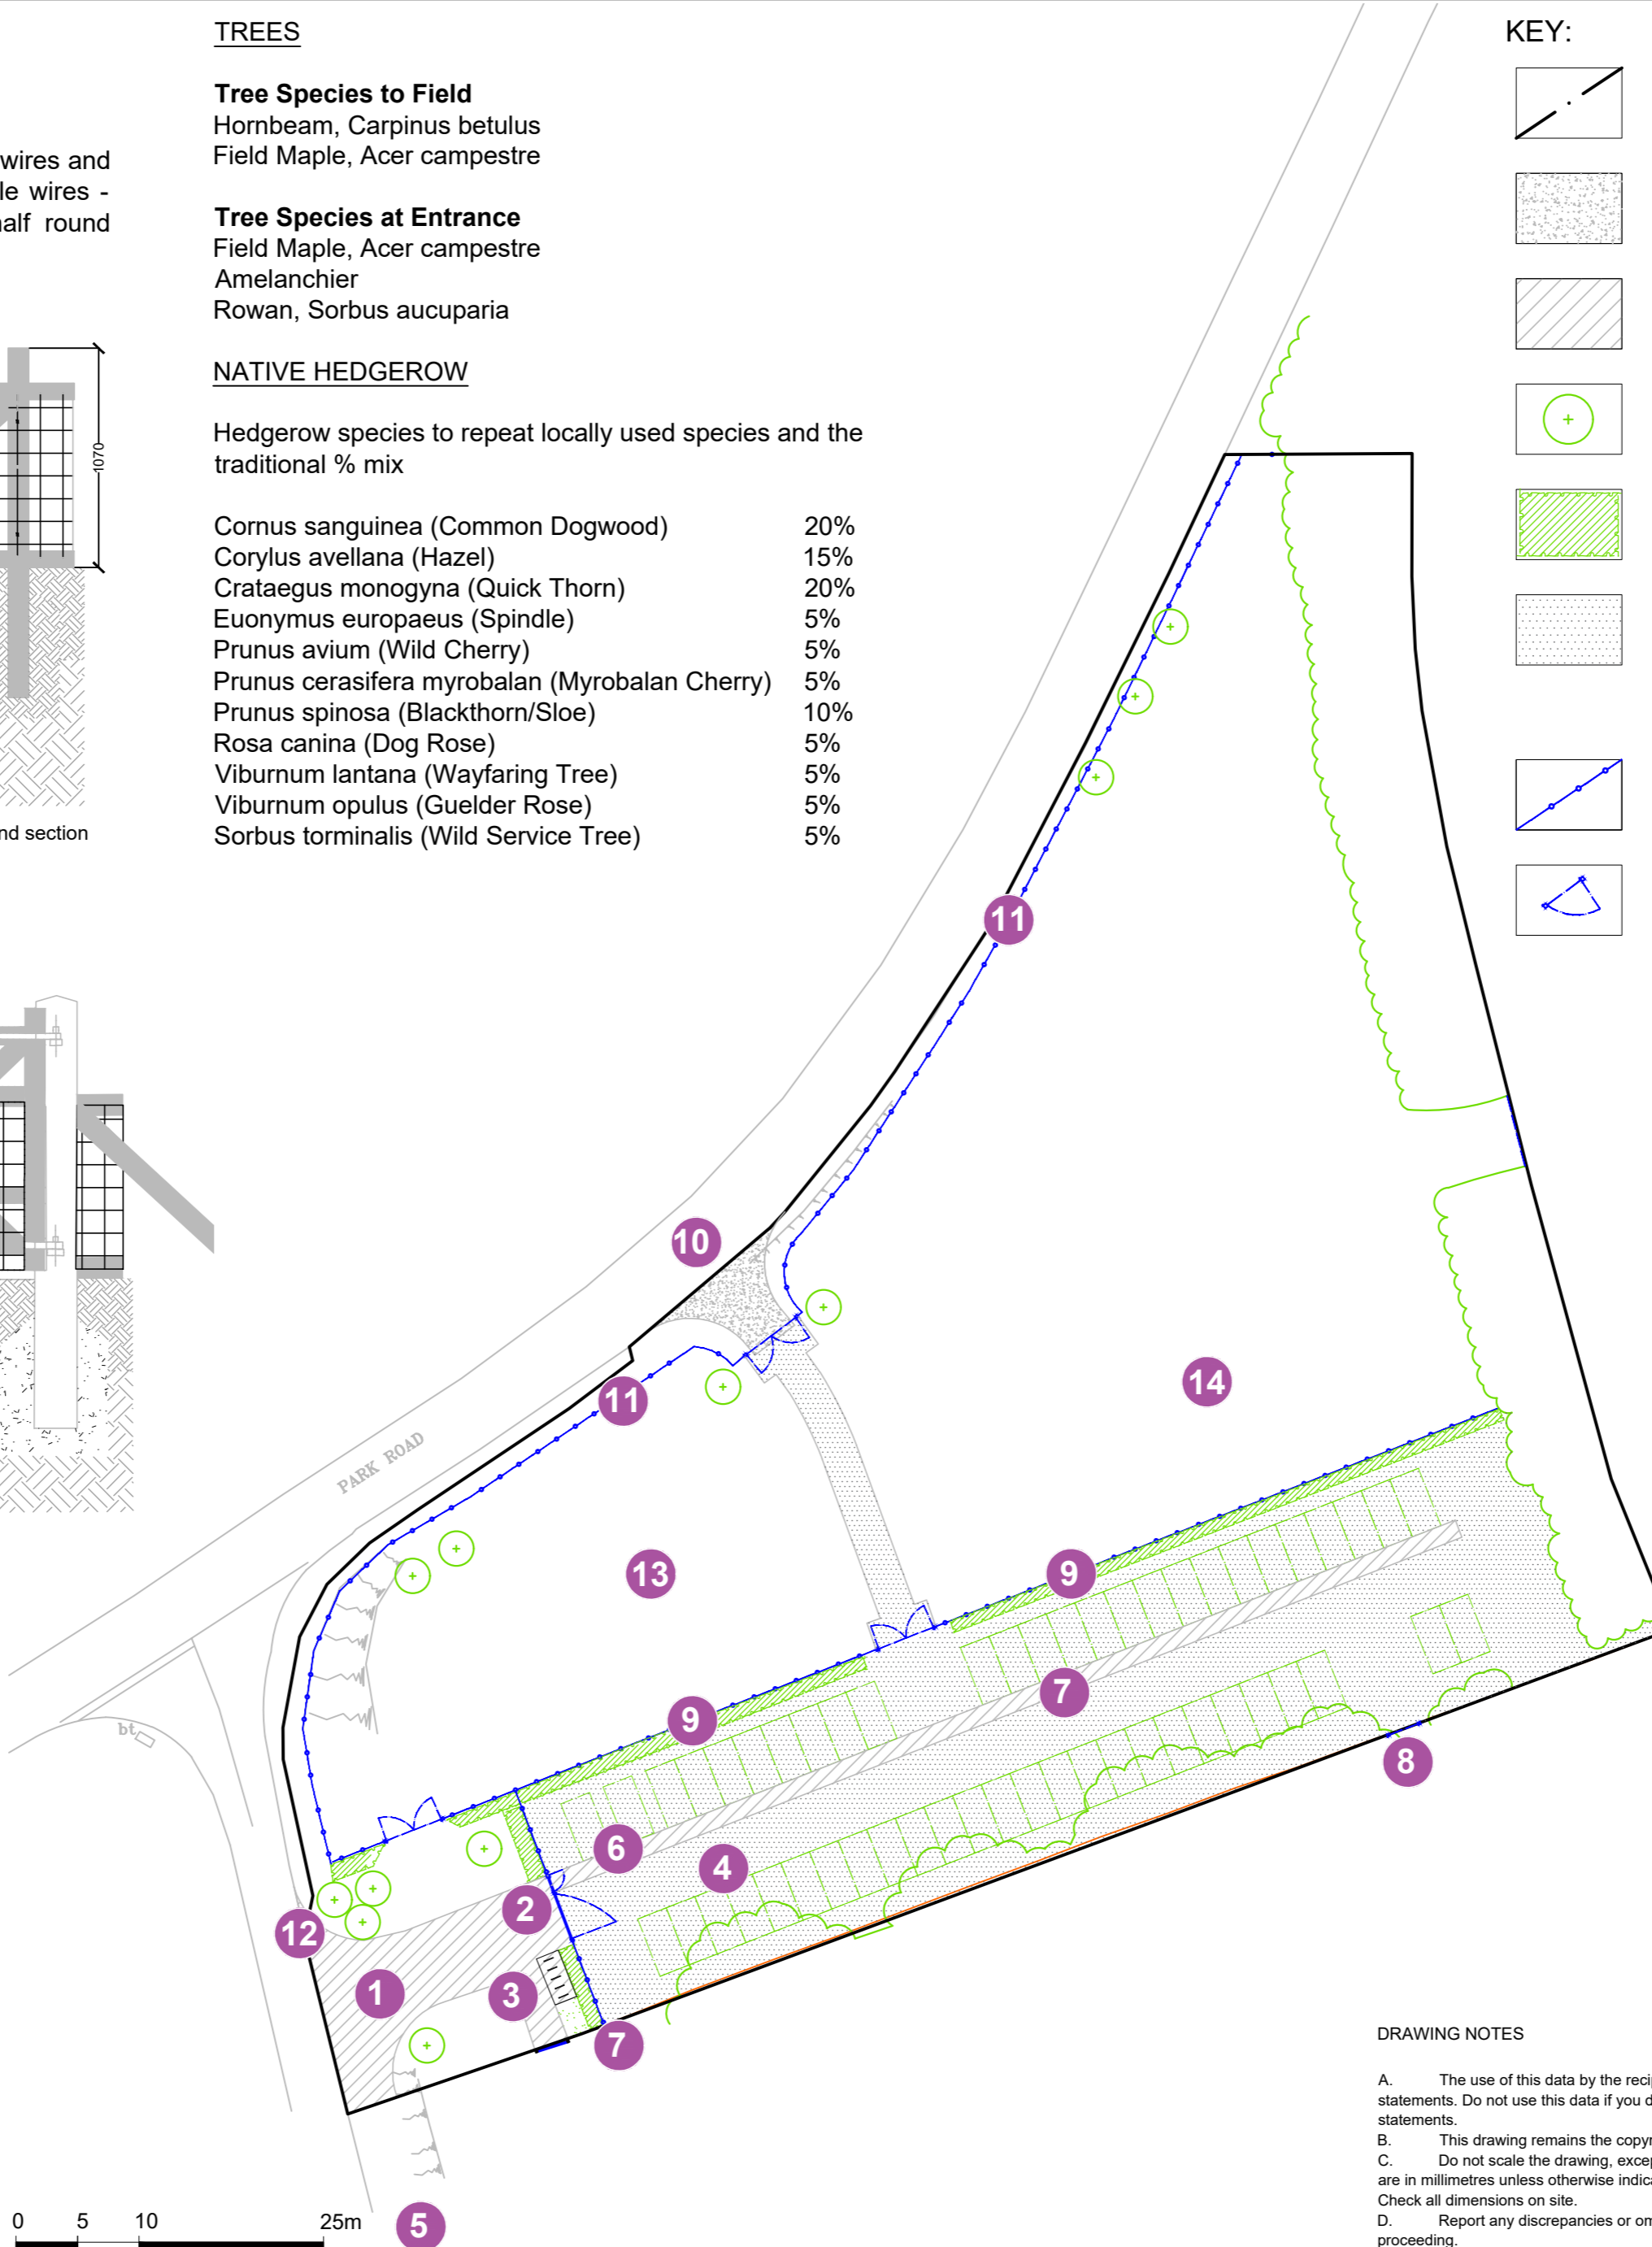 wires and
le wires -
half round
1070
nd section
TREES
Tree Species to Field
Hornbeam, Carpinus betulus
Field Maple, Acer campestre
Tree Species at Entrance
Field Maple, Acer campestre
Amelanchier
Rowan, Sorbus aucuparia
NATIVE HEDGEROW
Hedgerow species to repeat locally used species and the
traditional % mix
Cornus sanguinea (Common Dogwood) 20%
Corylus avellana (Hazel) 15%
Crataegus monogyna (Quick Thorn) 20%
Euonymus europaeus (Spindle) 5%
Prunus avium (Wild Cherry) 5%
Prunus cerasifera myrobalan (Myrobalan Cherry) 5%
Prunus spinosa (Blackthorn/Sloe) 10%
Rosa canina (Dog Rose) 5%
Viburnum lantana (Wayfaring Tree) 5%
Viburnum opulus (Guelder Rose) 5%
Sorbus torminalis (Wild Service Tree) 5%
KEY:
11
10
14
11
PARK ROAD
13
9
7
9
bt
8
6
4
2
12
1
3
7
5
0 5 10 25m
DRAWING NOTES
A. The use of this data by the reci
statements. Do not use this data if you d
statements.
B. This drawing remains the copyr
C. Do not scale the drawing, excep
are in millimetres unless otherwise indica
Check all dimensions on site.
D. Report any discrepancies or om
proceeding.